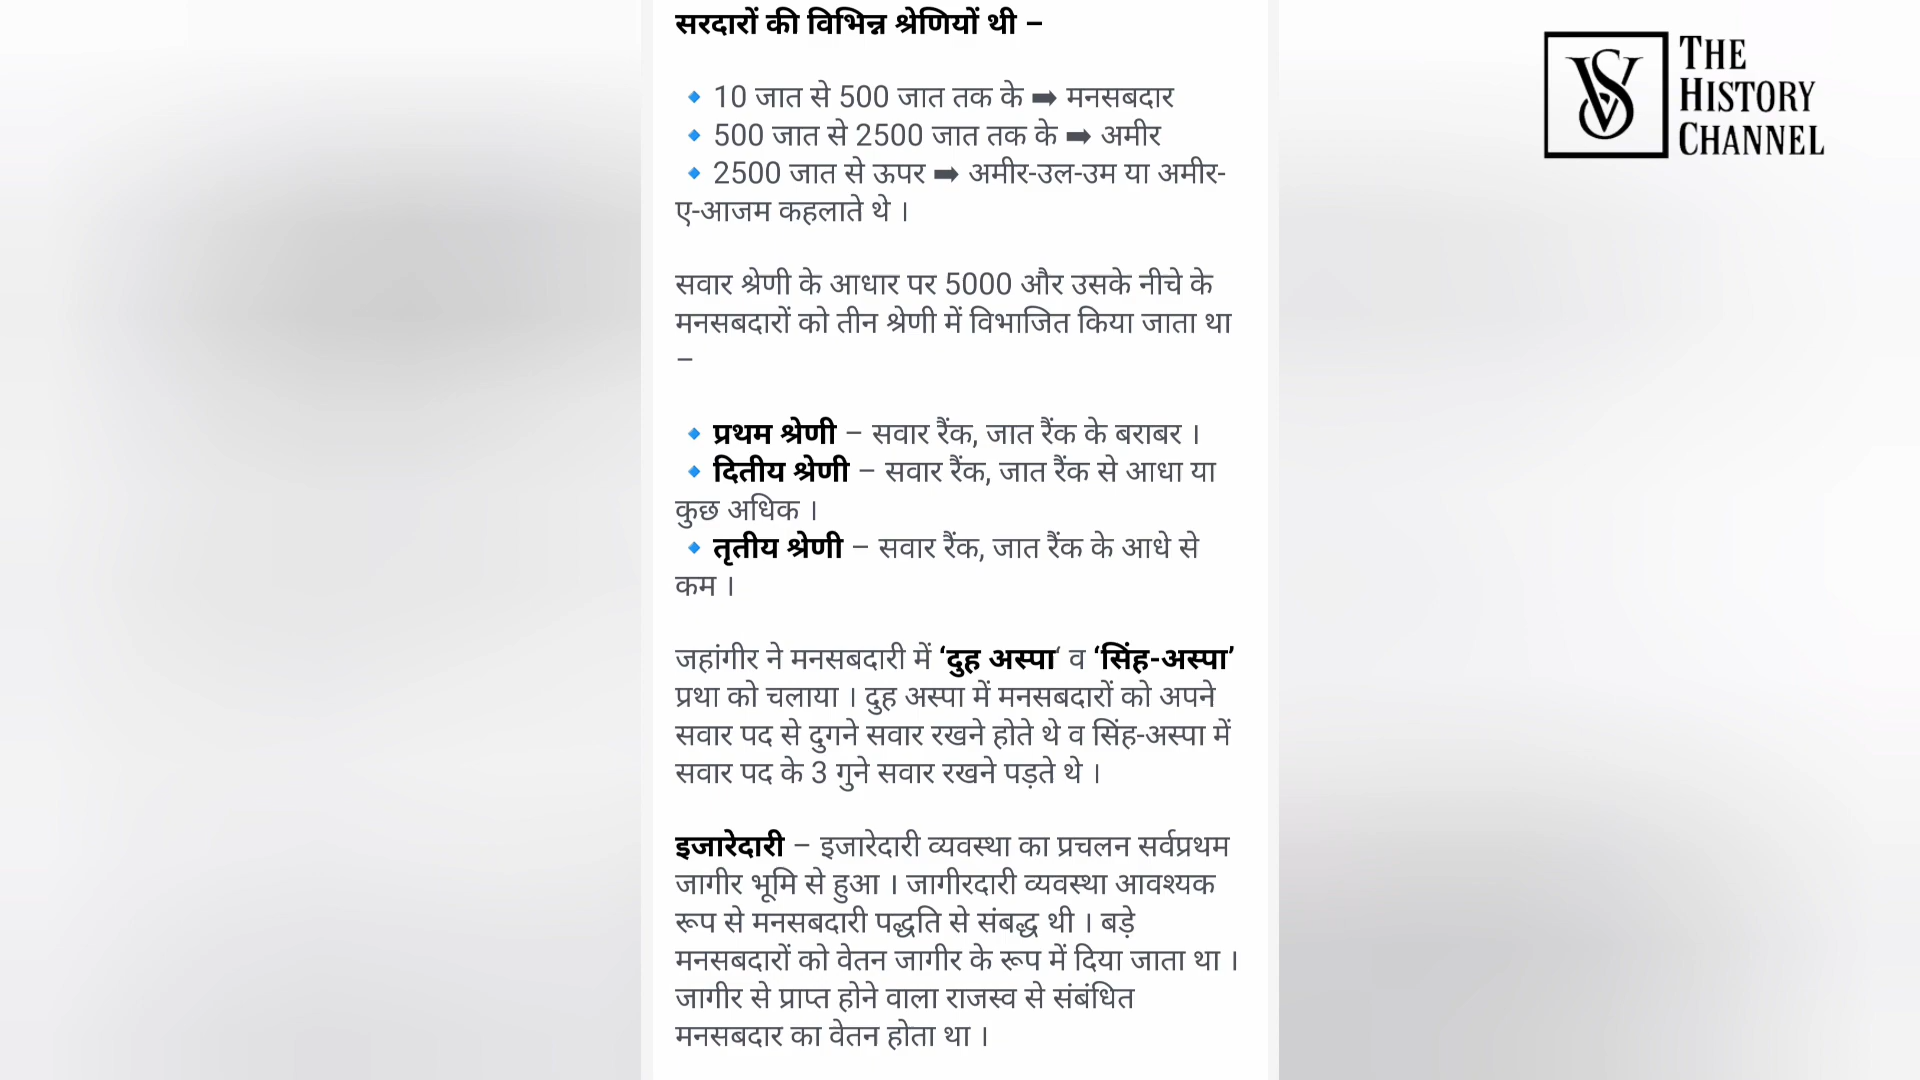 सरदारों की विभिन्न श्रेणियों थी –
🔹 10 जात से 500 जात तक के ➡ मनसबदार
🔹 500 जात से 2500 जात तक के ➡ अमीर
🔹 2500 जात से ऊपर ➡ अमीर-उल-उम या अमीर-
ए-आजम कहलाते थे ।
सवार श्रेणी के आधार पर 5000 और उसके नीचे के
मनसबदारों को तीन श्रेणी में विभाजित किया जाता था
–
🔹 प्रथम श्रेणी – सवार रैंक, जात रैंक के बराबर ।
🔹 दितीय श्रेणी – सवार रैंक, जात रैंक से आधा या
कुछ अधिक ।
🔹 तृतीय श्रेणी – सवार रैंक, जात रैंक के आधे से
कम ।
जहांगीर ने मनसबदारी में ‘दुह अस्पा‘ व ‘सिंह-अस्पा’
प्रथा को चलाया । दुह अस्पा में मनसबदारों को अपने
सवार पद से दुगने सवार रखने होते थे व सिंह-अस्पा में
सवार पद के 3 गुने सवार रखने पड़ते थे ।
इजारेदारी – इजारेदारी व्यवस्था का प्रचलन सर्वप्रथम
जागीर भूमि से हुआ । जागीरदारी व्यवस्था आवश्यक
रूप से मनसबदारी पद्धति से संबद्ध थी । बड़े
मनसबदारों को वेतन जागीर के रूप में दिया जाता था ।
जागीर से प्राप्त होने वाला राजस्व से संबंधित
मनसबदार का वेतन होता था ।
VS
THE
HISTORY
CHANNEL